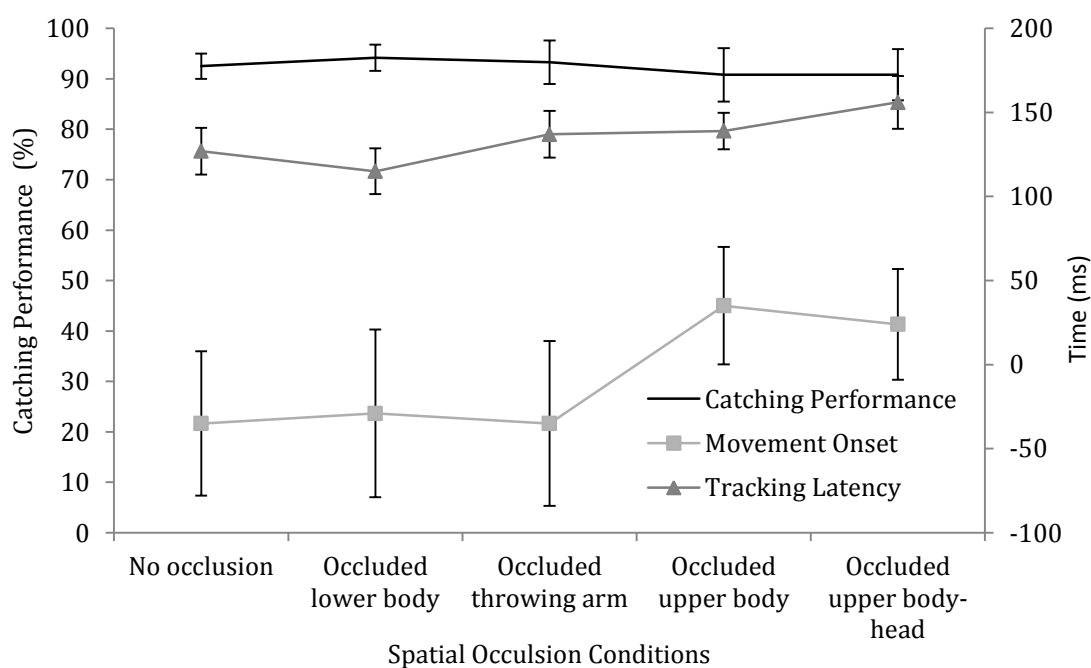 100
90
80
70
60
50
40
30
20
10
0
Catching Performance (%)
200
150
100
50
0
-50
-100
Time (ms)
Catching Performance
Movement Onset
Tracking Latency
No occlusion
Occluded
lower body
Occluded
throwing arm
Occluded
upper body
Occluded
upper body-
head
Spatial Occulsion Conditions